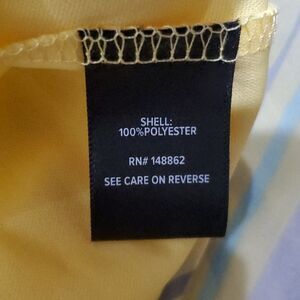 SHELL:
100%POLYESTER
RN# 148862
SEE CARE ON REVERSE